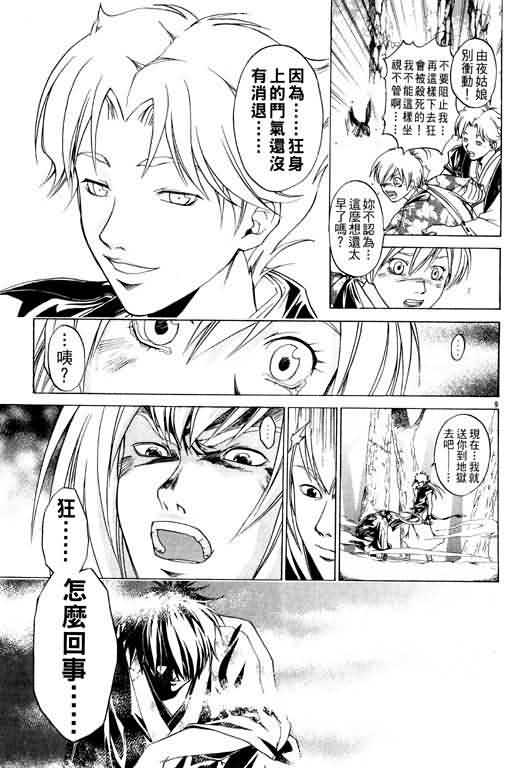 由夜姑娘
別衝動！
不要阻止我…
再這樣下去狂
會被殺死的！
我不能這樣坐
視不管啊……
妳不認為…
這麼想還太
早了嗎？
因為……狂身
上的鬥氣還沒
有消退……
…
…咦？
9
現在…我就
送你到地獄
去吧……
…
狂……
怎麼回事……